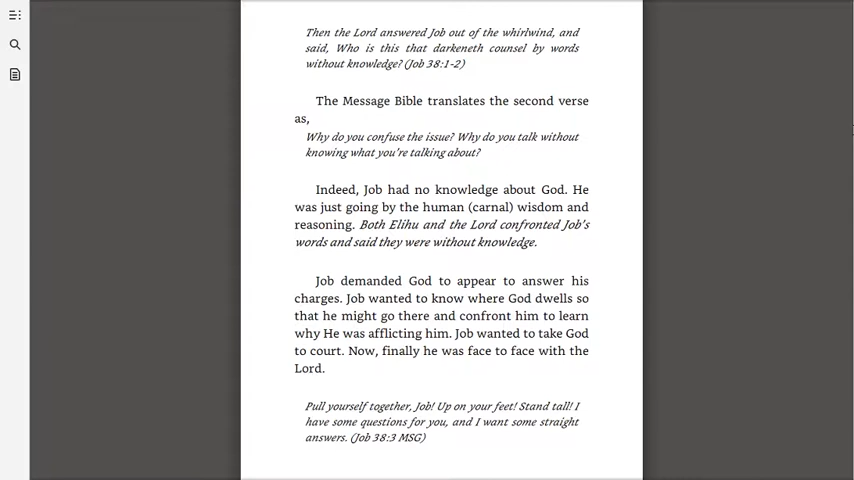 Then the Lord answered Job out of the whirlwind, and
said, Who is this that darkeneth counsel by words
without knowledge? (Job 38:1-2)
The Message Bible translates the second verse
as,
Why do you confuse the issue? Why do you talk without
knowing what you're talking about?
Indeed, Job had no knowledge about God. He
was just going by the human (carnal) wisdom and
reasoning. Both Elihu and the Lord confronted Job's
words and said they were without knowledge.
Job demanded God to appear to answer his
charges. Job wanted to know where God dwells so
that he might go there and confront him to learn
why He was afflicting him. Job wanted to take God
to court. Now, finally he was face to face with the
Lord.
Pull yourself together, Job! Up on your feet! Stand tall! I
have some questions for you, and I want some straight
answers. (Job 38:3 MSG)